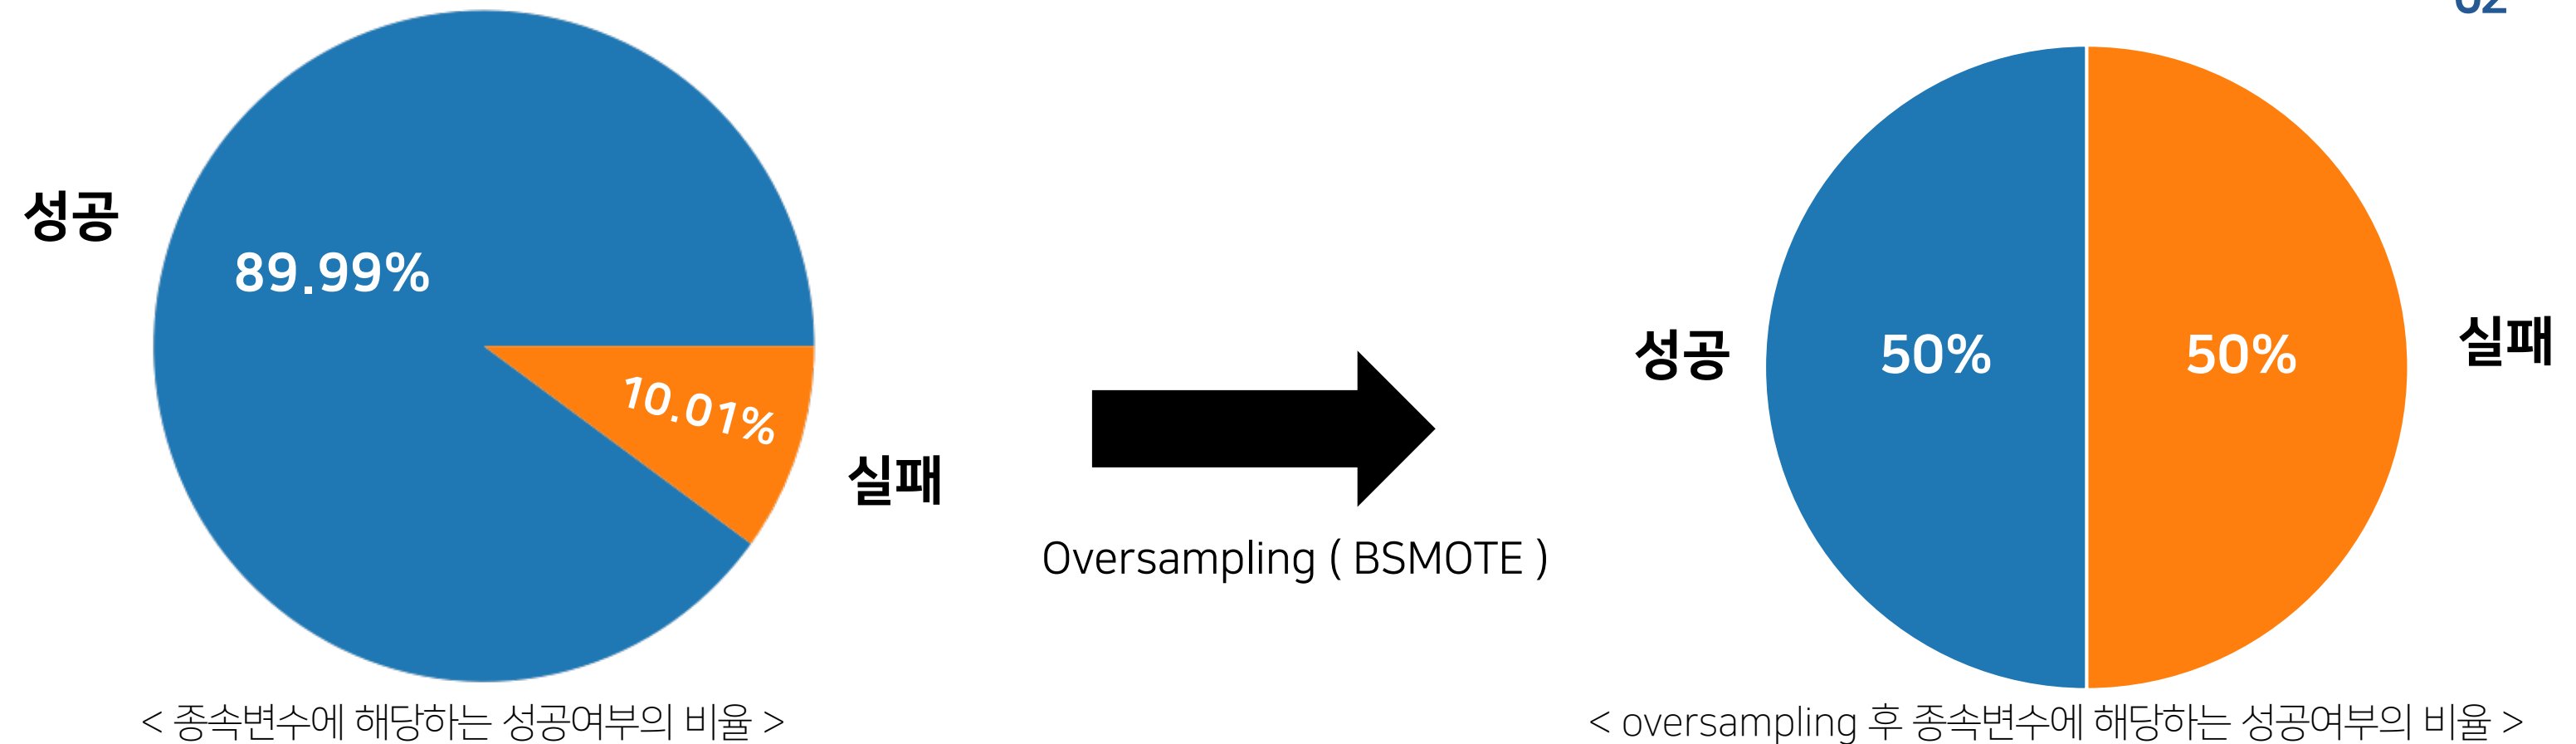 성공
89.99%
10.01%
실패
Oversampling ( BSMOTE )
< 종속변수에 해당하는 성공여부의 비율 >
성공
50%
50%
실패
< oversampling 후 종속변수에 해당하는 성공여부의 비율 >